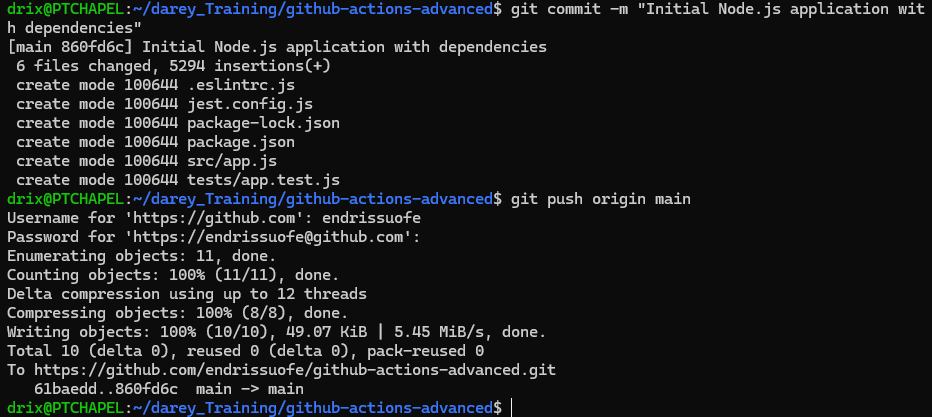 drix@PTCHAPEL:~/darey_Training/github-actions-advanced$ git commit -m "Initial Node.js application wit
h dependencies"
[main 860fd6c] Initial Node.js application with dependencies
 6 files changed, 5294 insertions(+)
 create mode 100644 .eslintrc.js
 create mode 100644 jest.config.js
 create mode 100644 package-lock.json
 create mode 100644 package.json
 create mode 100644 src/app.js
 create mode 100644 tests/app.test.js
drix@PTCHAPEL:~/darey_Training/github-actions-advanced$ git push origin main
Username for 'https://github.com': endrissuofe
Password for 'https://endrissuofe@github.com':
Enumerating objects: 11, done.
Counting objects: 100% (11/11), done.
Delta compression using up to 12 threads
Compressing objects: 100% (8/8), done.
Writing objects: 100% (10/10), 49.07 KiB | 5.45 MiB/s, done.
Total 10 (delta 0), reused 0 (delta 0), pack-reused 0
To https://github.com/endrissuofe/github-actions-advanced.git
   61baedd..860fd6c  main -> main
drix@PTCHAPEL:~/darey_Training/github-actions-advanced$